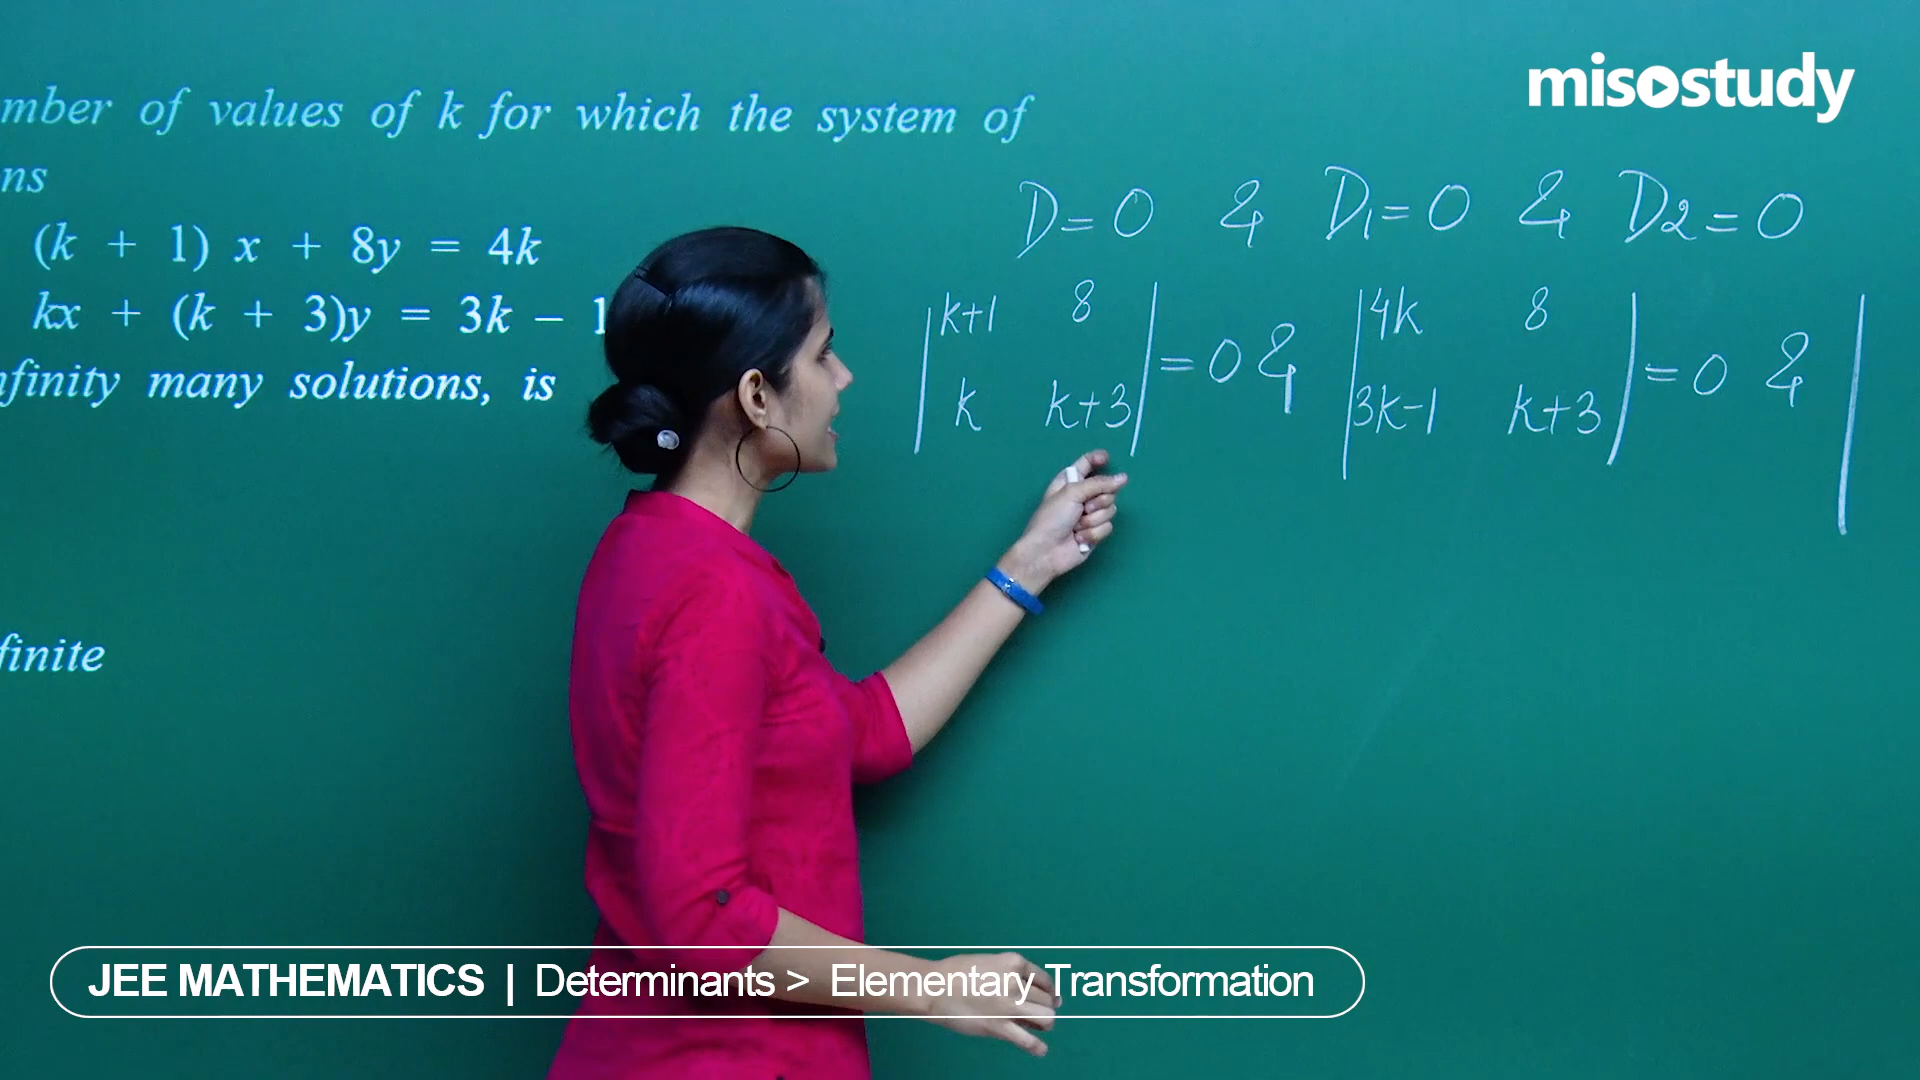 misostudy
mber of values of k for which the system of
ns
(k + 1) x + 8y = 4k
kx + (k + 3)y = 3k – 1
nfinity many solutions, is
finite
D=0 & D1=0 & D2=0
|k+1 8| =0 & |4k 8| =0 & |
|k k+3| |3k-1 k+3|
JEE MATHEMATICS | Determinants > Elementary Transformation